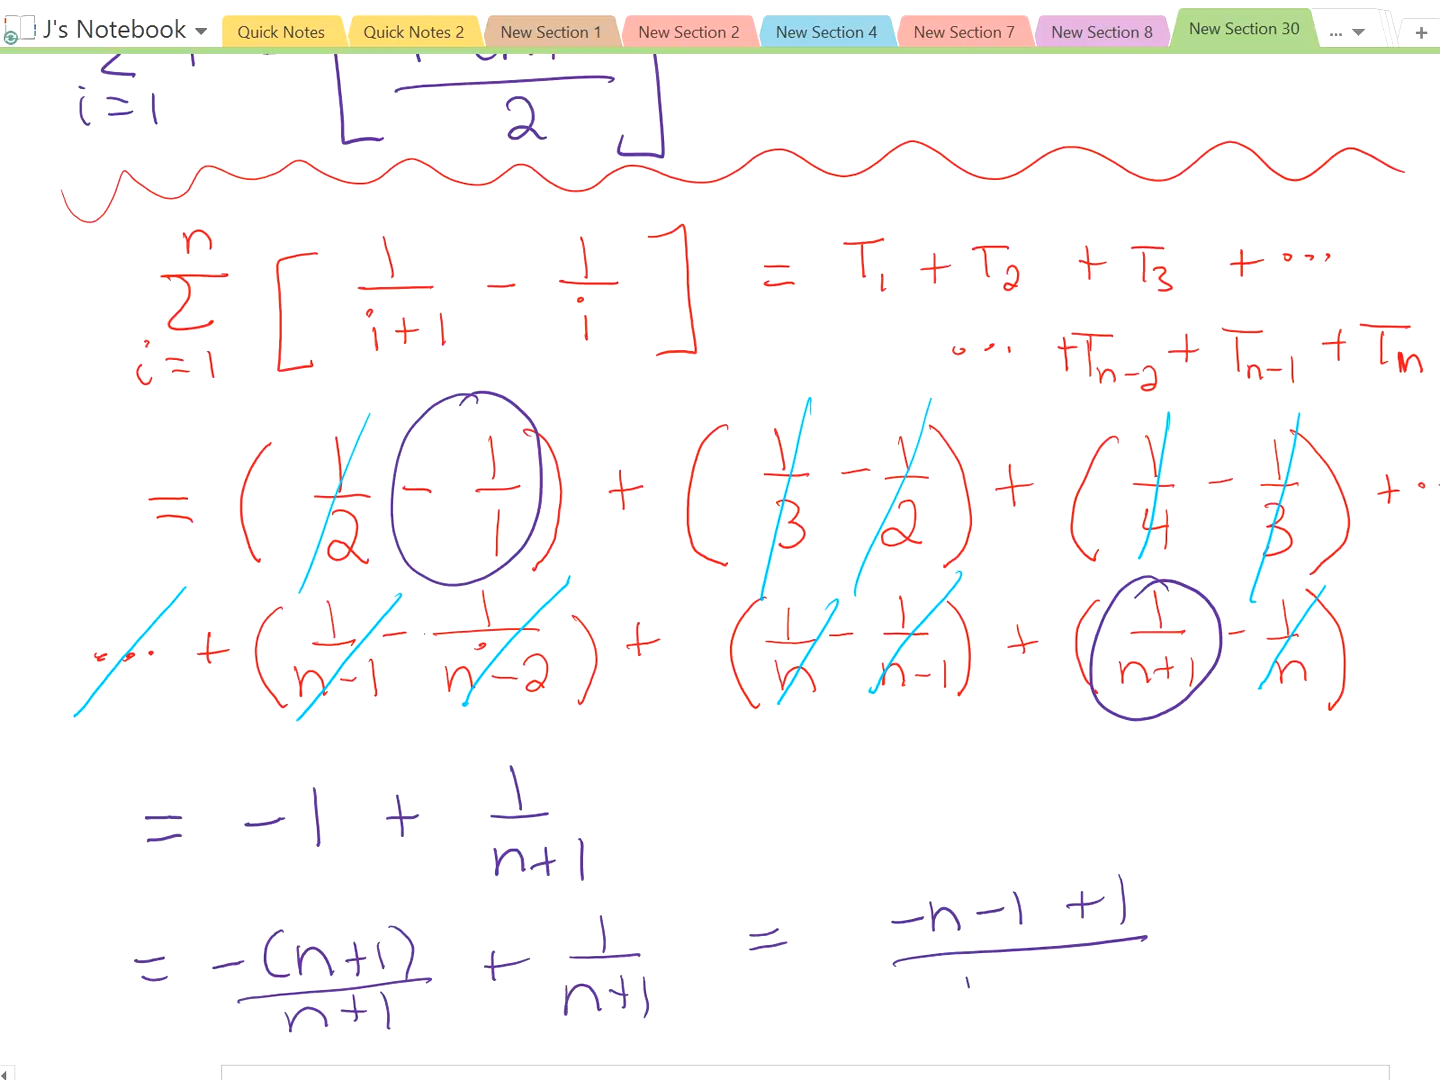 J's Notebook Quick Notes Quick Notes 2 New Section 1 New Section 2 New Section 4 New Section 7 New Section 8 New Section 30 ... +
i = 1 2
n
∑ [ 1/(i+1) - 1/i ] = T₁ + T₂ + T₃ + ...
i = 1
... + Tₙ₋₂ + Tₙ₋₁ + Tₙ
= ( 1/2 - 1/1 ) + ( 1/3 - 1/2 ) + ( 1/4 - 1/3 ) + ..
... + ( 1/(n-1) - 1/(n-2) ) + ( 1/n - 1/(n-1) ) + ( 1/(n+1) - 1/n )
= -1 + 1/(n+1)
= -(n+1)/(n+1) + 1/(n+1) = -n-1+1